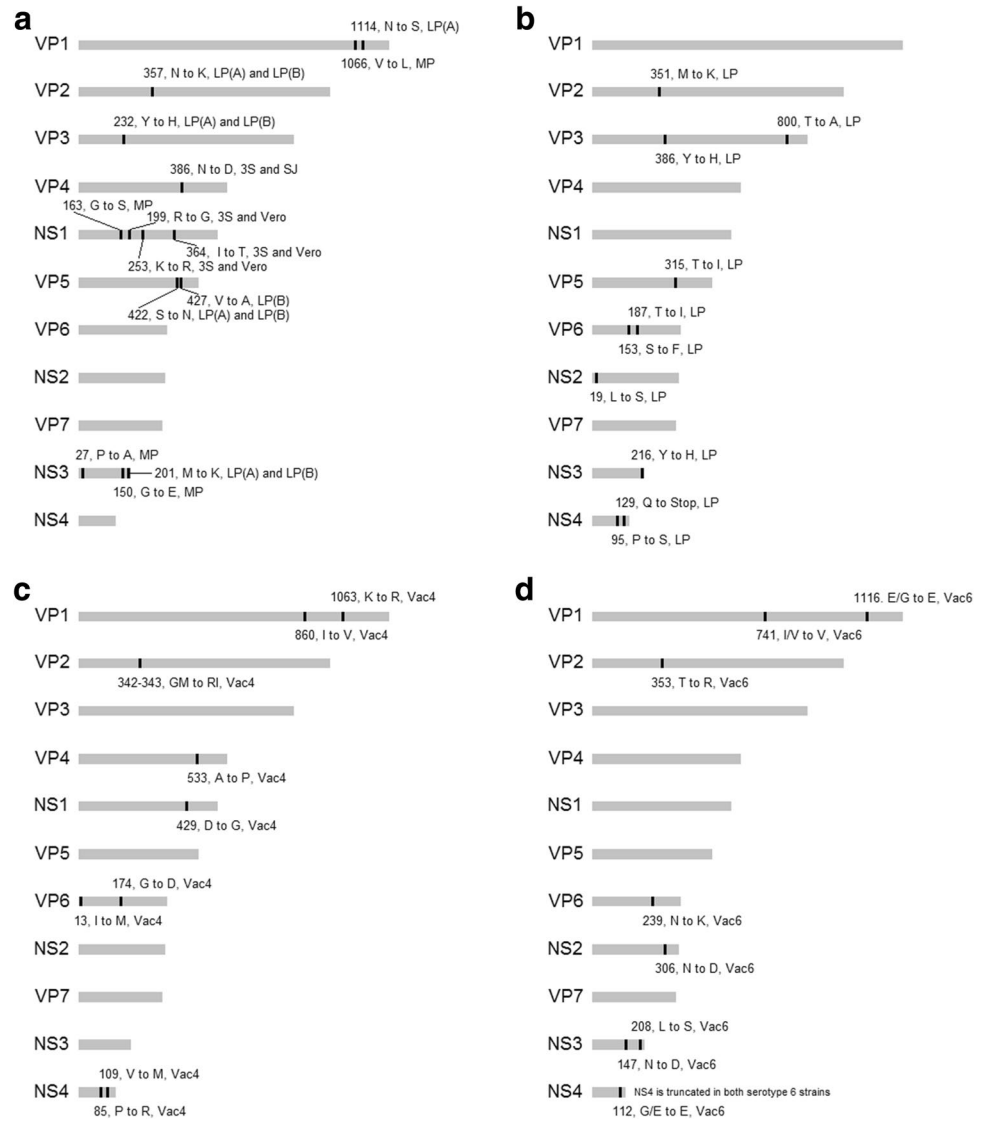 a
1114, N to S, LP(A)
VP1
1066, V to L, MP
357, N to K, LP(A) and LP(B)
VP2
232, Y to H, LP(A) and LP(B)
VP3
386, N to D, 3S and SJ
VP4
163, G to S, MP
199, R to G, 3S and Vero
NS1
364, I to T, 3S and Vero
253, K to R, 3S and Vero
VP5
427, V to A, LP(B)
422, S to N, LP(A) and LP(B)
VP6
NS2
VP7
27, P to A, MP
NS3
201, M to K, LP(A) and LP(B)
150, G to E, MP
NS4
b
VP1
351, M to K, LP
VP2
800, T to A, LP
VP3
386, Y to H, LP
VP4
NS1
315, T to I, LP
VP5
187, T to I, LP
VP6
153, S to F, LP
NS2
19, L to S, LP
VP7
216, Y to H, LP
NS3
129, Q to Stop, LP
NS4
95, P to S, LP
c
1063, K to R, Vac4
VP1
860, I to V, Vac4
VP2
342-343, GM to RI, Vac4
VP3
VP4
533, A to P, Vac4
NS1
429, D to G, Vac4
VP5
174, G to D, Vac4
VP6
13, I to M, Vac4
NS2
VP7
NS3
109, V to M, Vac4
NS4
85, P to R, Vac4
d
1116. E/G to E, Vac6
VP1
741, I/V to V, Vac6
VP2
353, T to R, Vac6
VP3
VP4
NS1
VP5
VP6
239, N to K, Vac6
NS2
306, N to D, Vac6
VP7
208, L to S, Vac6
NS3
147, N to D, Vac6
NS4
NS4 is truncated in both serotype 6 strains
112, G/E to E, Vac6